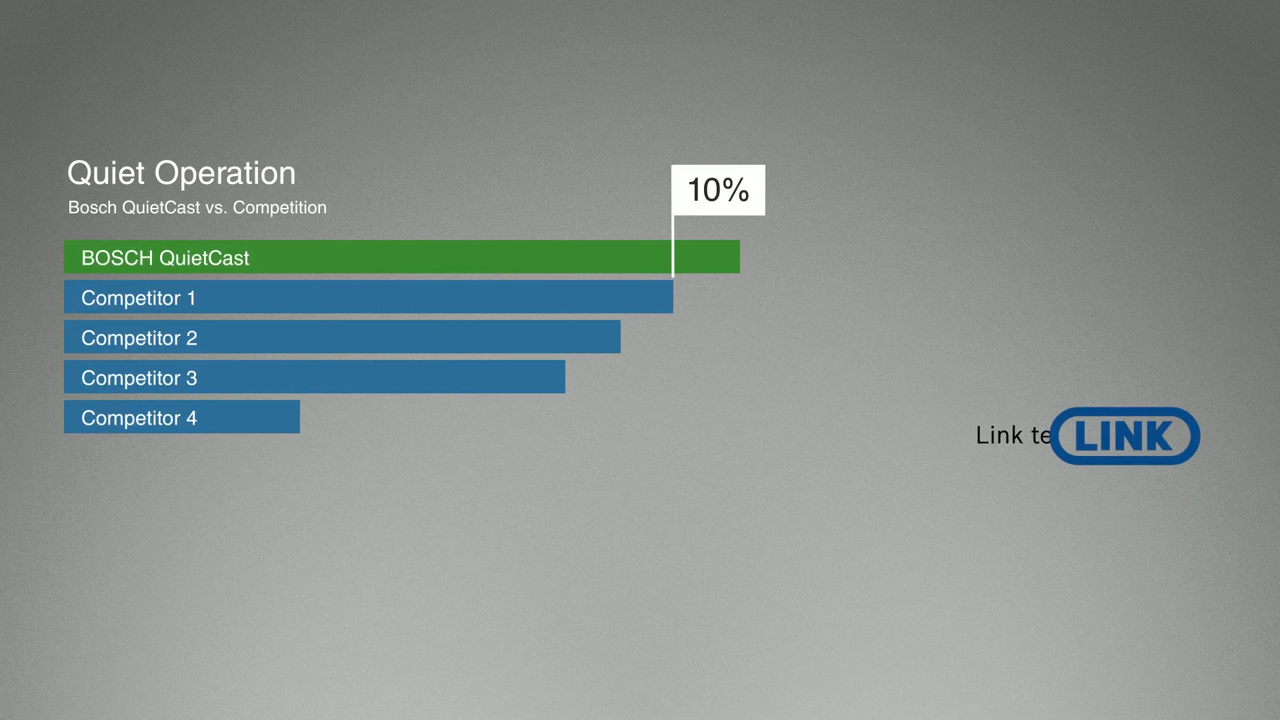 Quiet Operation
Bosch QuietCast vs. Competition
10%
BOSCH QuietCast
Competitor 1
Competitor 2
Competitor 3
Competitor 4
Link te
LINK